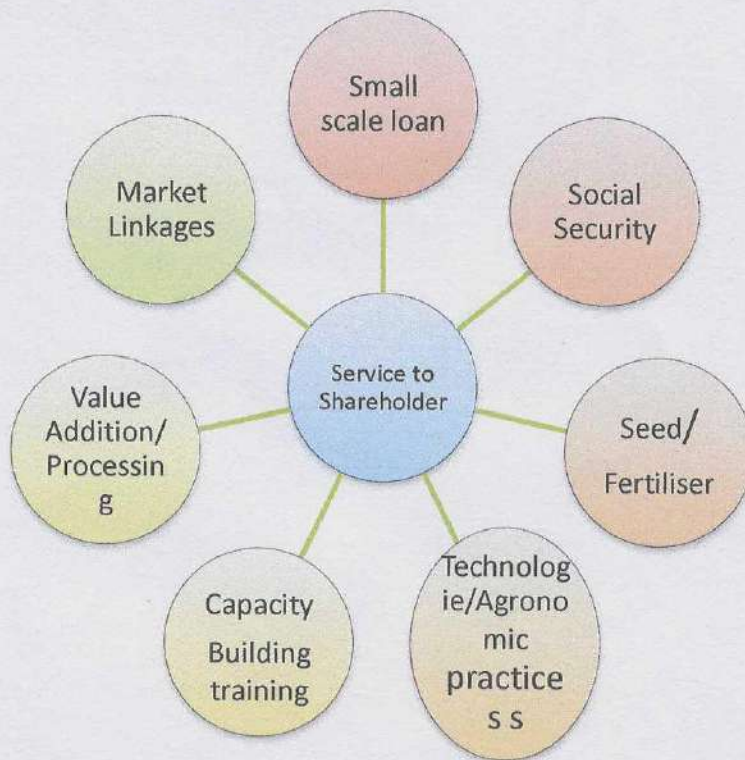 Small
scale loan
Social
Security
Seed/
Fertiliser
Technolog
ie/Agrono
mic
practice
s s
Capacity
Building
training
Value
Addition/
Processin
g
Market
Linkages
Service to
Shareholder